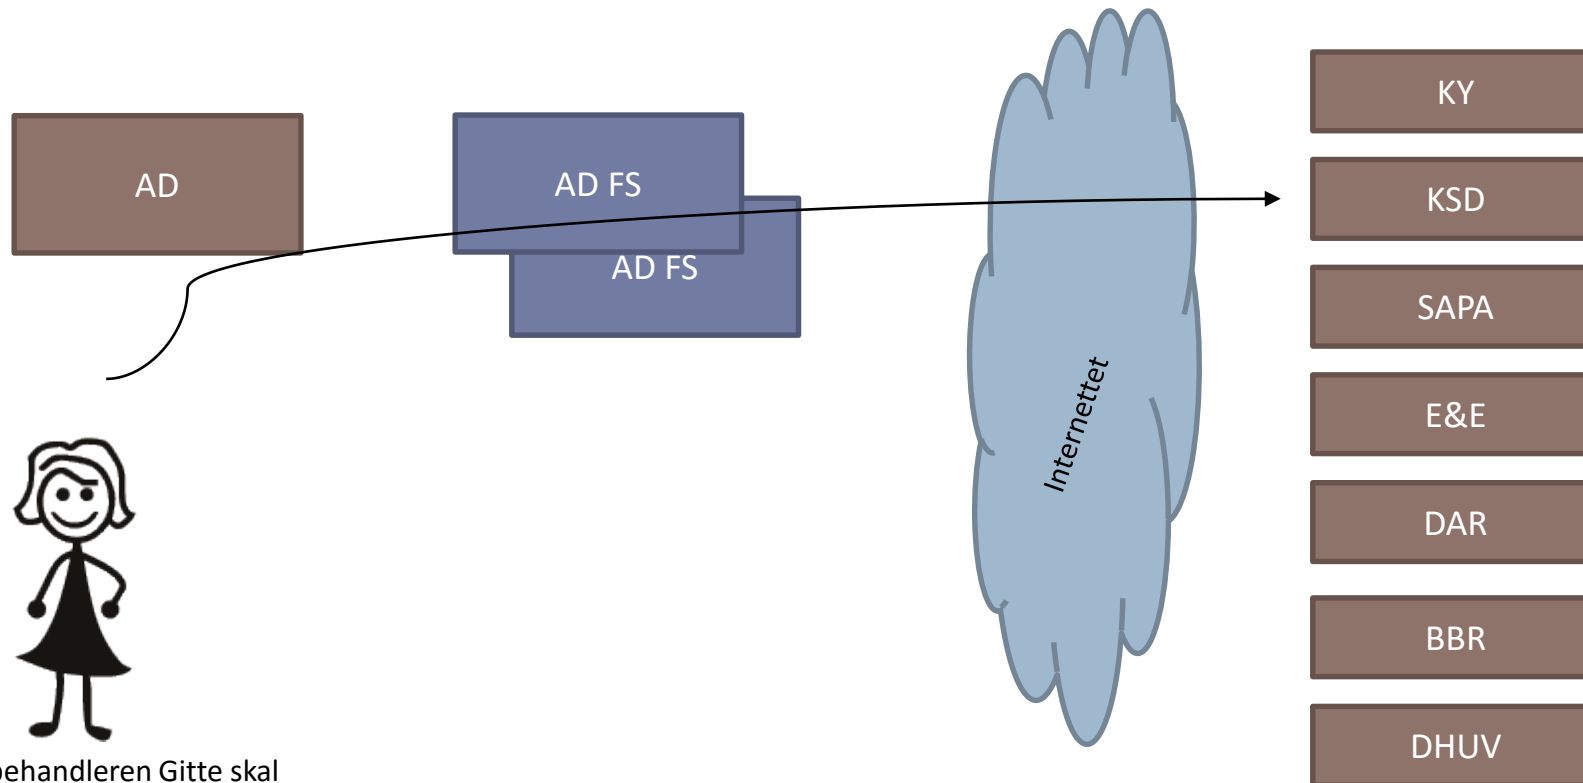 AD
AD FS
AD FS
Internettet
KY
KSD
SAPA
E&E
DAR
BBR
DHUV
behandleren Gitte skal